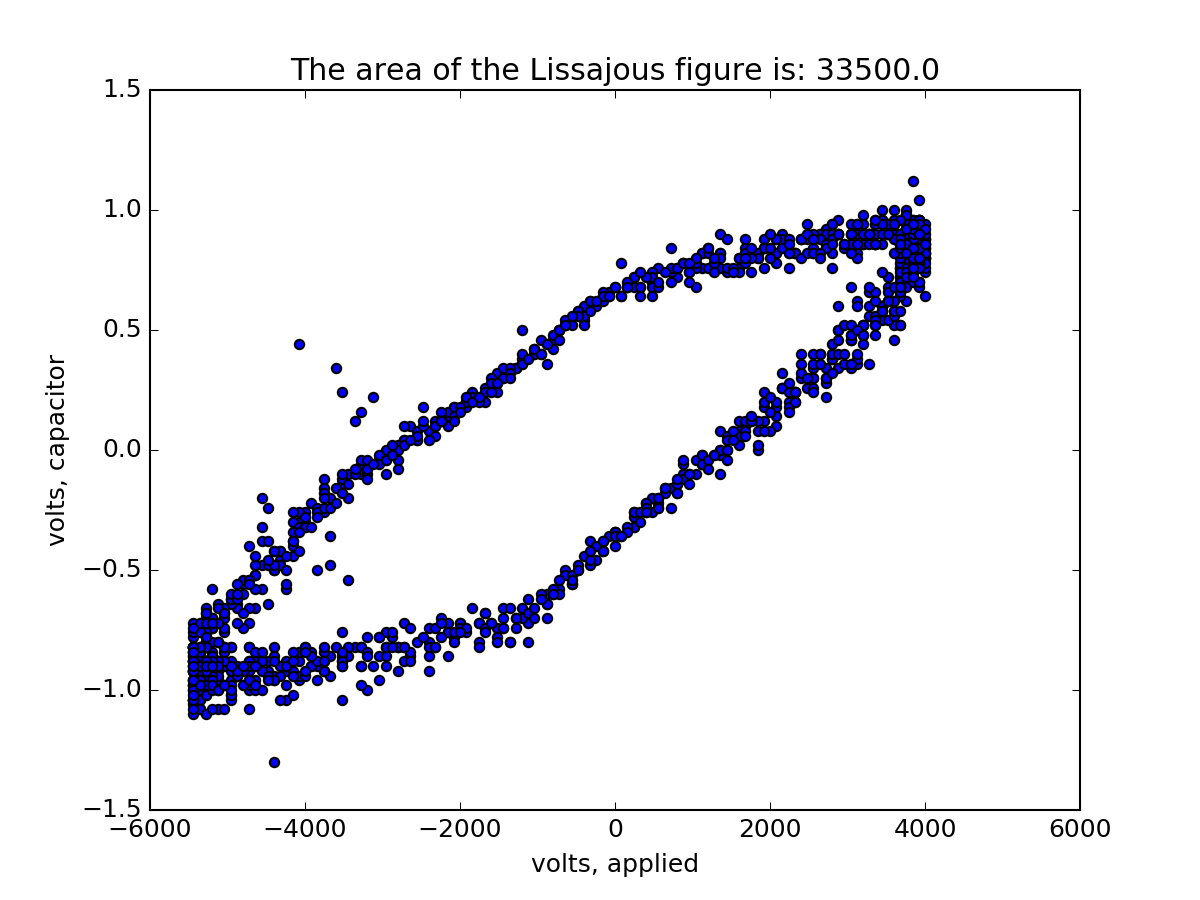 The area of the Lissajous figure is: 33500.0
1.5
1.0
0.5
0.0
−0.5
−1.0
−1.5
volts, capacitor
−6000 −4000 −2000 0 2000 4000 6000
volts, applied